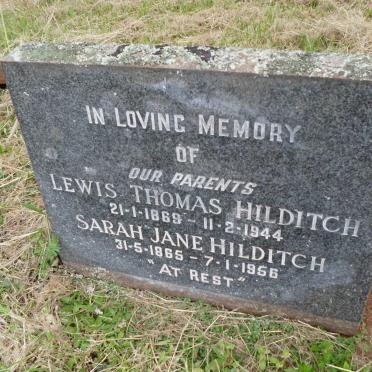 IN LOVING MEMORY
OF
OUR PARENTS
LEWIS THOMAS HILDITCH
21-1-1869 - 11-2-1944
SARAH JANE HILDITCH
31-5-1865 - 7-1-1956
"AT REST"